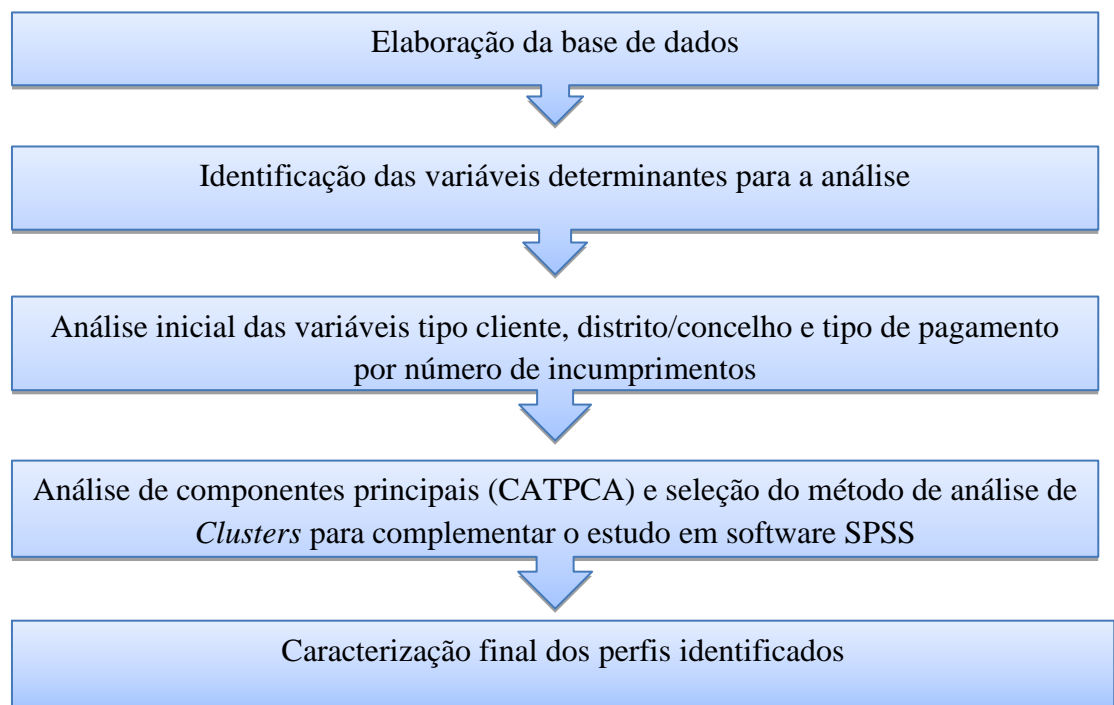 Elaboração da base de dados
Identificação das variáveis determinantes para a análise
Análise inicial das variáveis tipo cliente, distrito/concelho e tipo de pagamento
por número de incumprimentos
Análise de componentes principais (CATPCA) e seleção do método de análise de
Clusters para complementar o estudo em software SPSS
Caracterização final dos perfis identificados